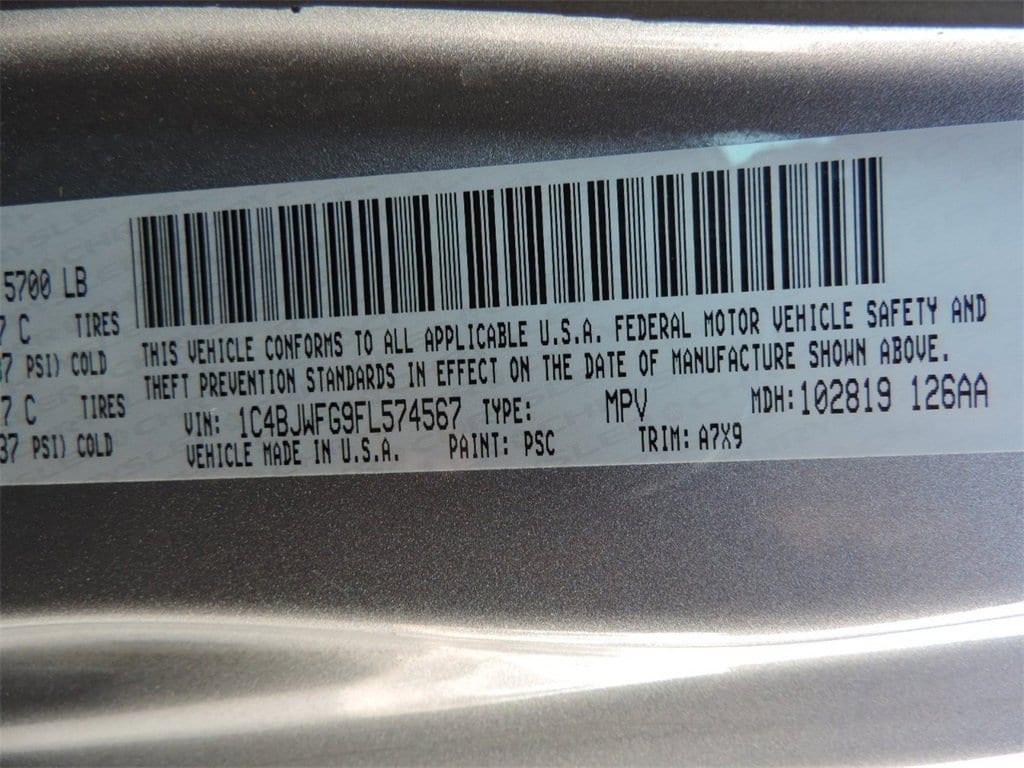 5700 LB
7 C TIRES
37 PSI) COLD
7 C TIRES
37 PSI) COLD
THIS VEHICLE CONFORMS TO ALL APPLICABLE U.S.A. FEDERAL MOTOR VEHICLE SAFETY AND
THEFT PREVENTION STANDARDS IN EFFECT ON THE DATE OF MANUFACTURE SHOWN ABOVE.
VIN: 1C4BJWFG9FL574567 TYPE: MPV MDH: 102819 126AA
VEHICLE MADE IN U.S.A. PAINT: PSC TRIM: A7X9